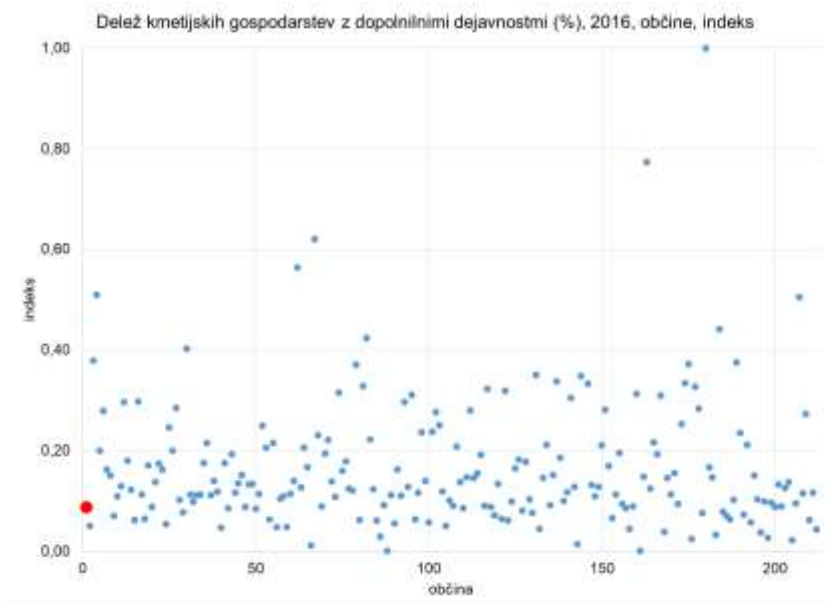 Delež kmetijskih gospodarstev z dopolnilnimi dejavnostmi (%), 2016, občine, indeks
1,00
0,80
0,60
0,40
0,20
0,00
indeks
0 50 100 150 200
občina